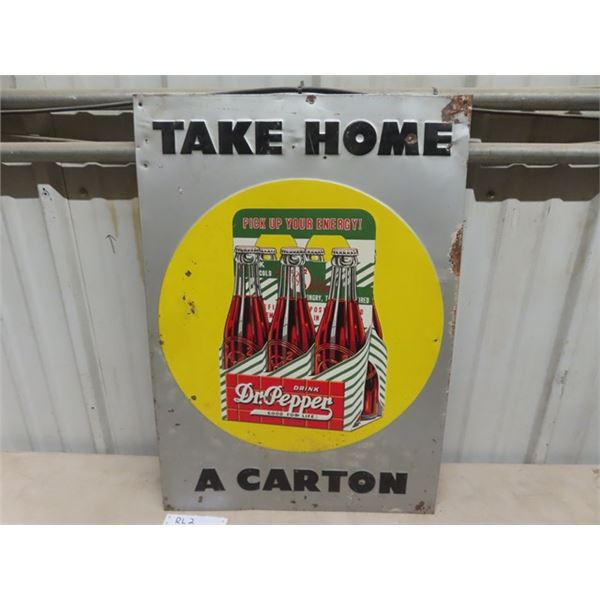 TAKE HOME
PICK UP YOUR ENERGY!
DRINK
Dr.Pepper
GOOD FOR LIFE!
A CARTON
RL2